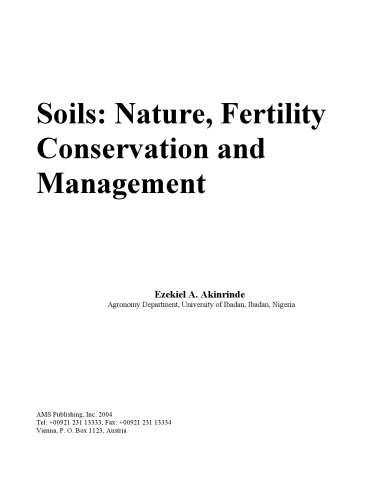 Soils: Nature, Fertility
Conservation and
Management
Ezekiel A. Akinrinde
Agronomy Department, University of Ibadan, Ibadan, Nigeria
AMS Publishing, Inc. 2004
Tel: +00921 231 13333, Fax: +00921 231 13334
Vienna, P. O. Box 1123, Austria